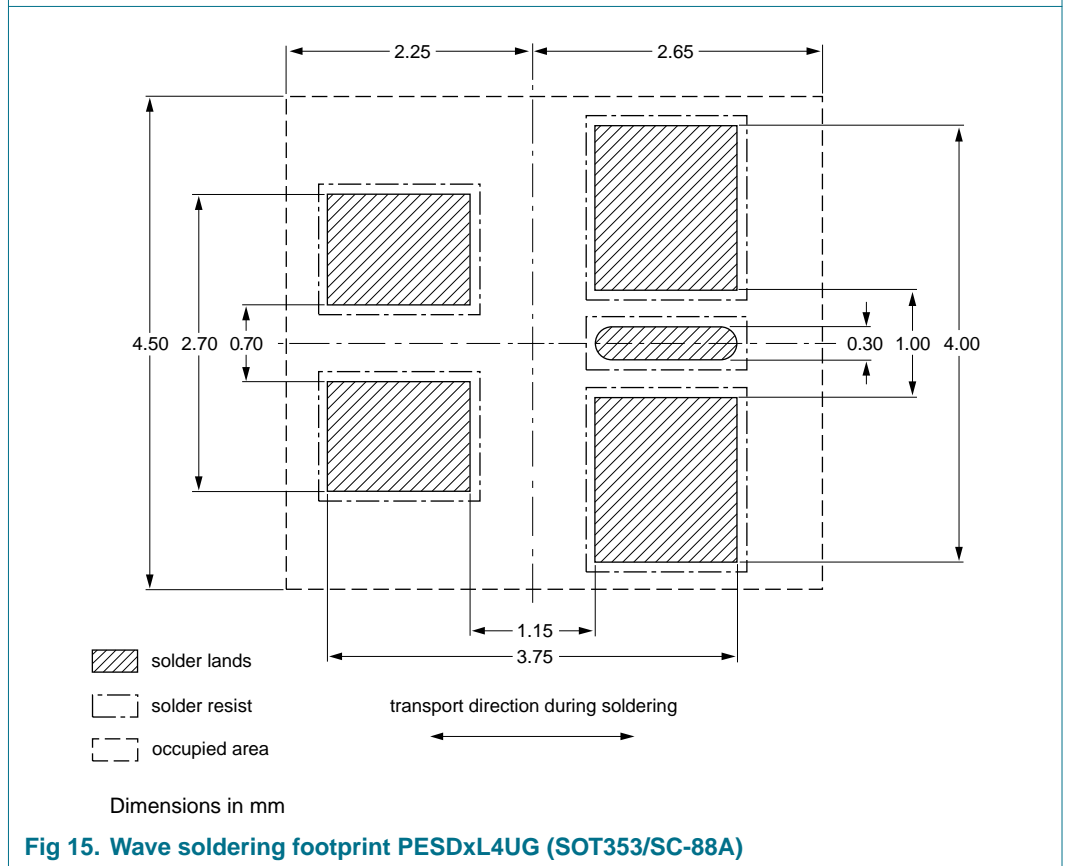 2.25 2.65
4.50 2.70 0.70 0.30 1.00 4.00
1.15
3.75
solder lands
solder resist
occupied area
transport direction during soldering
Dimensions in mm
Fig 15. Wave soldering footprint PESDxL4UG (SOT353/SC-88A)